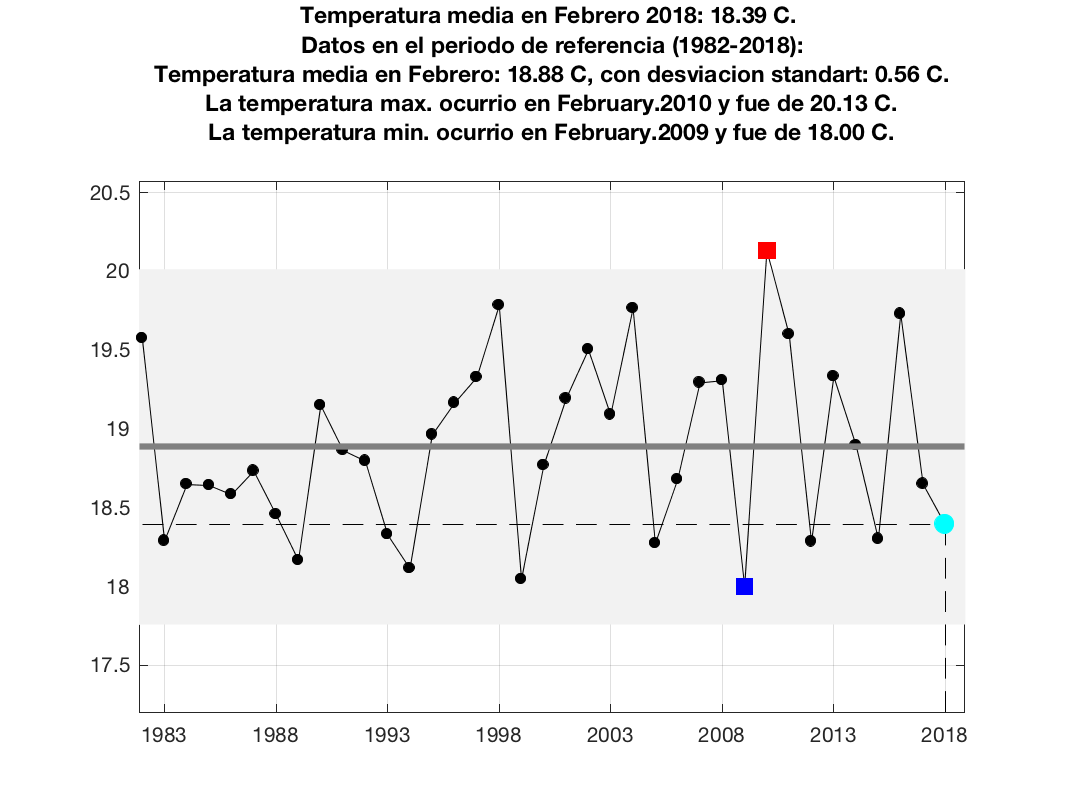 Temperatura media en Febrero 2018: 18.39 C.
Datos en el periodo de referencia (1982-2018):
Temperatura media en Febrero: 18.88 C, con desviacion standart: 0.56 C.
La temperatura max. ocurrio en February.2010 y fue de 20.13 C.
La temperatura min. ocurrio en February.2009 y fue de 18.00 C.
20.5
20
19.5
19
18.5
18
17.5
1983 1988 1993 1998 2003 2008 2013 2018